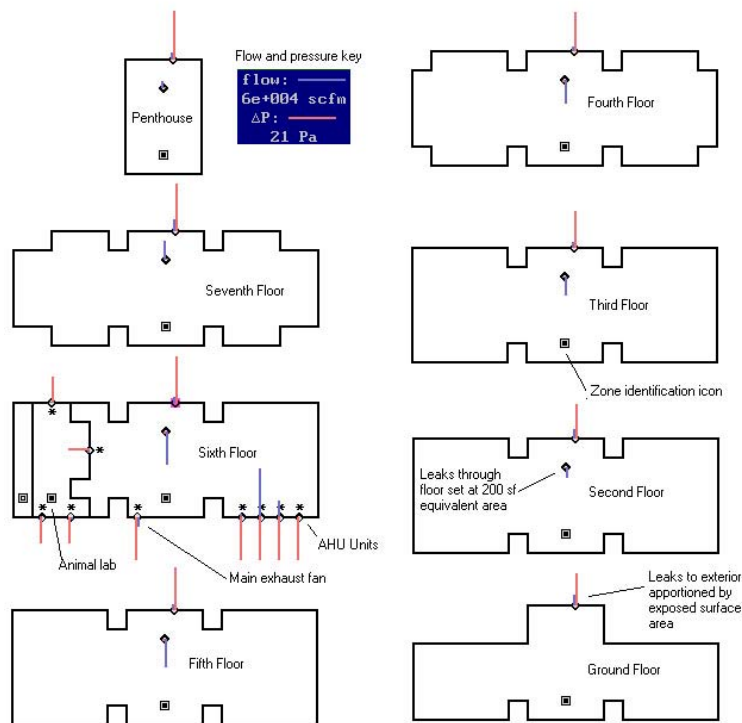 Flow and pressure key
flow:
6e+004 scfm
ΔP:
21 Pa
Penthouse
Seventh Floor
*
*
Sixth Floor
* *
*
* * * *
Animal lab
Main exhaust fan
AHU Units
Fifth Floor
Fourth Floor
Third Floor
Zone identification icon
Leaks through
floor set at 200 sf
equivalent area
Second Floor
Leaks to exterior
apportioned by
exposed surface
area
Ground Floor